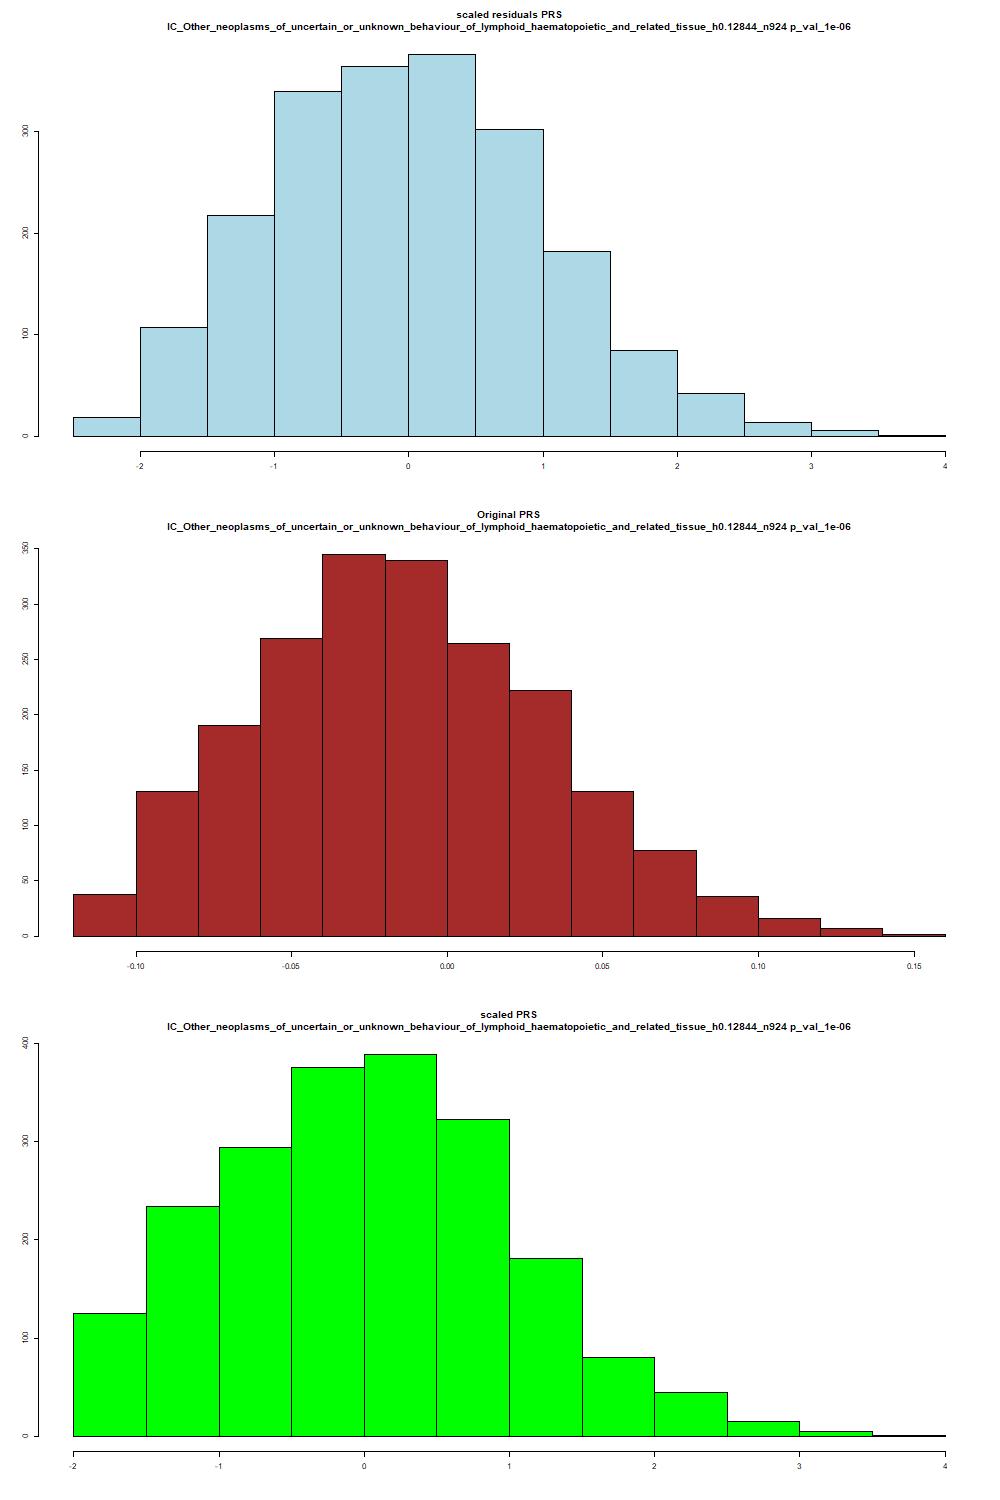 scaled residuals PRS
IC_Other_neoplasms_of_uncertain_or_unknown_behaviour_of_lymphoid_haematopoietic_and_related_tissue_h0.12844_n924 p_val_1e-06
300
200
100
0
-2 -1 0 1 2 3 4
Original PRS
IC_Other_neoplasms_of_uncertain_or_unknown_behaviour_of_lymphoid_haematopoietic_and_related_tissue_h0.12844_n924 p_val_1e-06
350
300
250
200
150
100
50
0
-0.10 -0.05 0.00 0.05 0.10 0.15
scaled PRS
IC_Other_neoplasms_of_uncertain_or_unknown_behaviour_of_lymphoid_haematopoietic_and_related_tissue_h0.12844_n924 p_val_1e-06
400
300
200
100
0
-2 -1 0 1 2 3 4